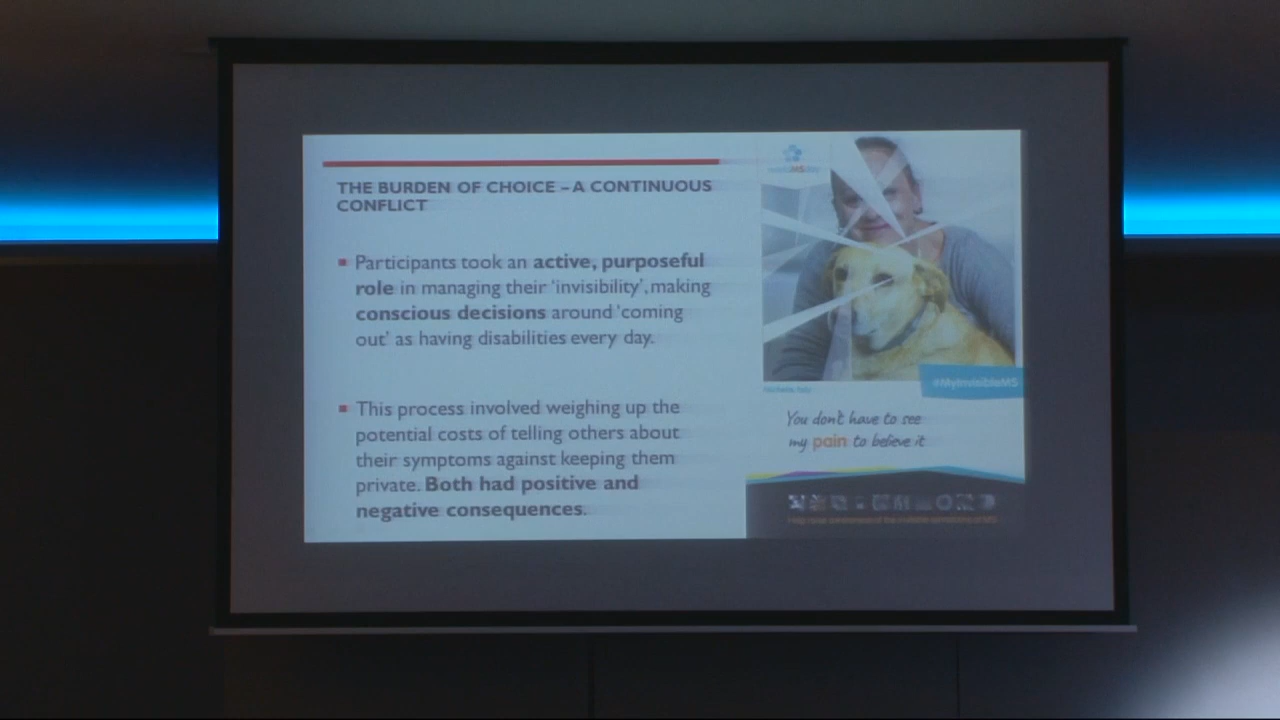 THE BURDEN OF CHOICE – A CONTINUOUS
CONFLICT
▪ Participants took an active, purposeful
role in managing their ‘invisibility’, making
conscious decisions around ‘coming
out’ as having disabilities every day.
▪ This process involved weighing up the
potential costs of telling others about
their symptoms against keeping them
private. Both had positive and
negative consequences.
#MyInvisibleMS
You don't have to see
my pain to believe it